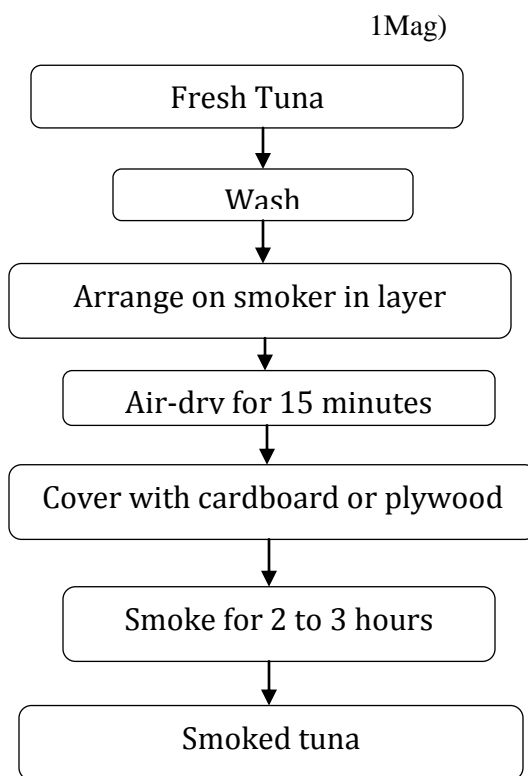 1Mag)
Fresh Tuna
Wash
Arrange on smoker in layer
Air-dry for 15 minutes
Cover with cardboard or plywood
Smoke for 2 to 3 hours
Smoked tuna